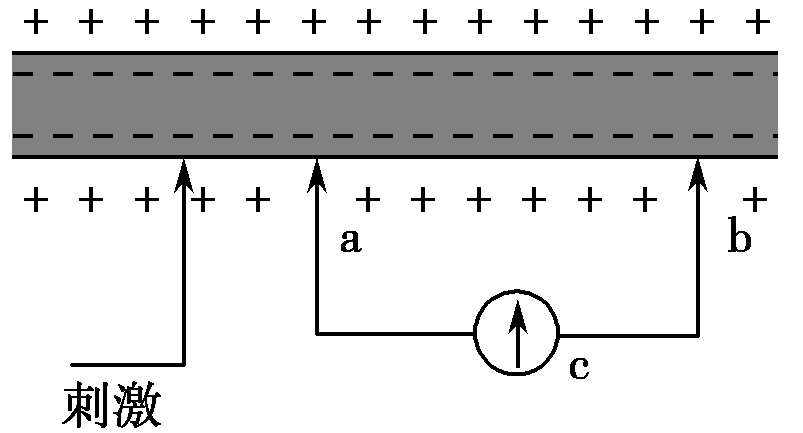 + + + + + + + + + + + + + +
− − − − − − − − − − − − − − − − − − −
− − − − − − − − − − − − − − − − − − −
+ + + + + + + + + + + +
a
b
c
刺激